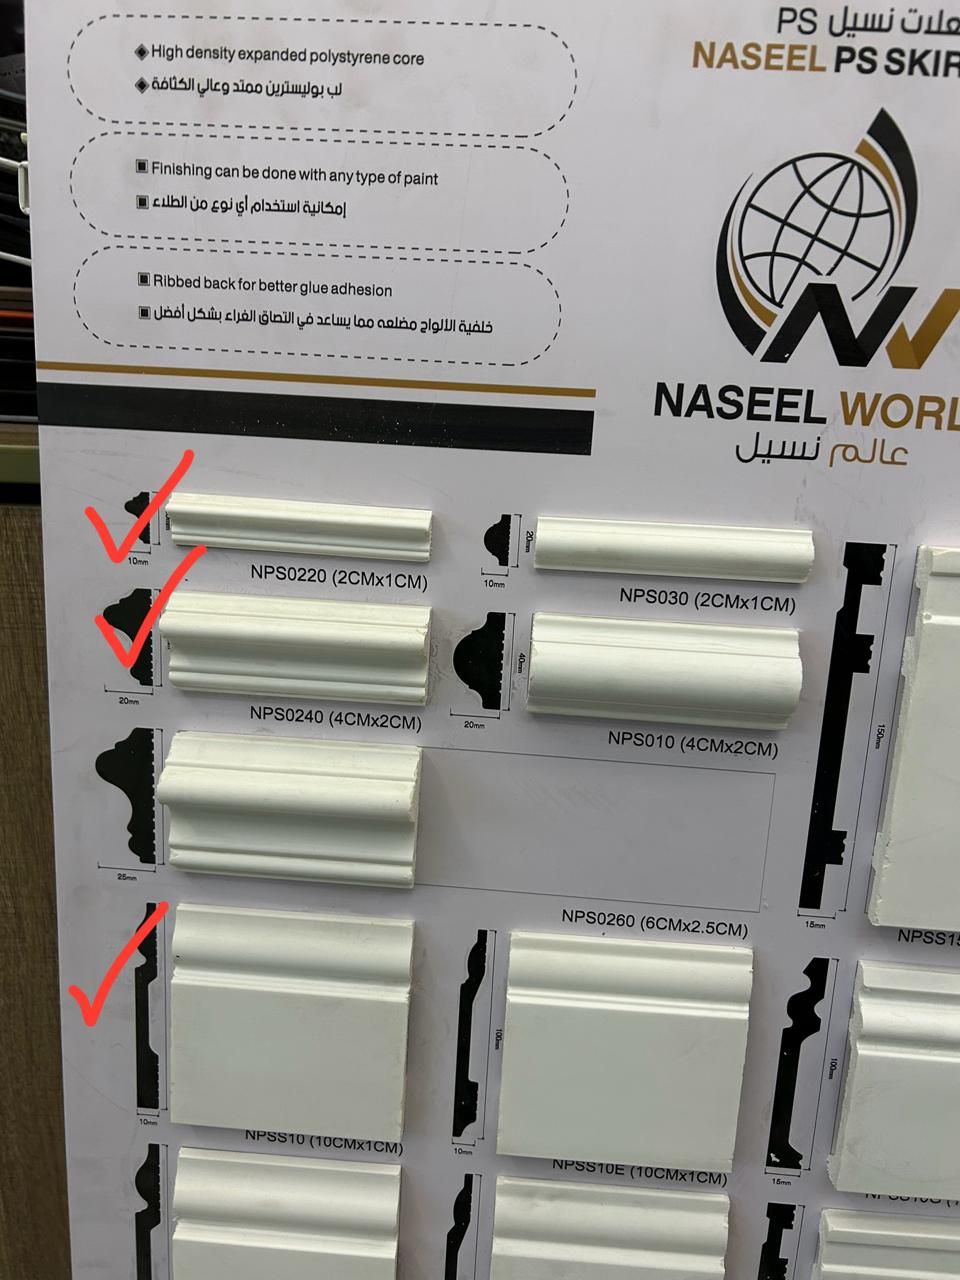 High density expanded polystyrene core
لب بوليسترين ممتد وعالي الكثافة
Finishing can be done with any type of paint
إمكانية استخدام أي نوع من الطلاء
Ribbed back for better glue adhesion
خلفية الألواح مضلعه مما يساعد في التصاق الغراء بشكل أفضل
نسيل PS
NASEEL PS SKIR
NASEEL WORL
عالم نسيل
10mm
NPS0220 (2CMx1CM)
20mm
10mm
NPS030 (2CMx1CM)
20mm
NPS0240 (4CMx2CM)
40mm
20mm
NPS010 (4CMx2CM)
25mm
NPS0260 (6CMx2.5CM)
150mm
15mm
NPSS15
10mm
NPSS10 (10CMx1CM)
100mm
10mm
NPSS10E (10CMx1CM)
100mm
15mm